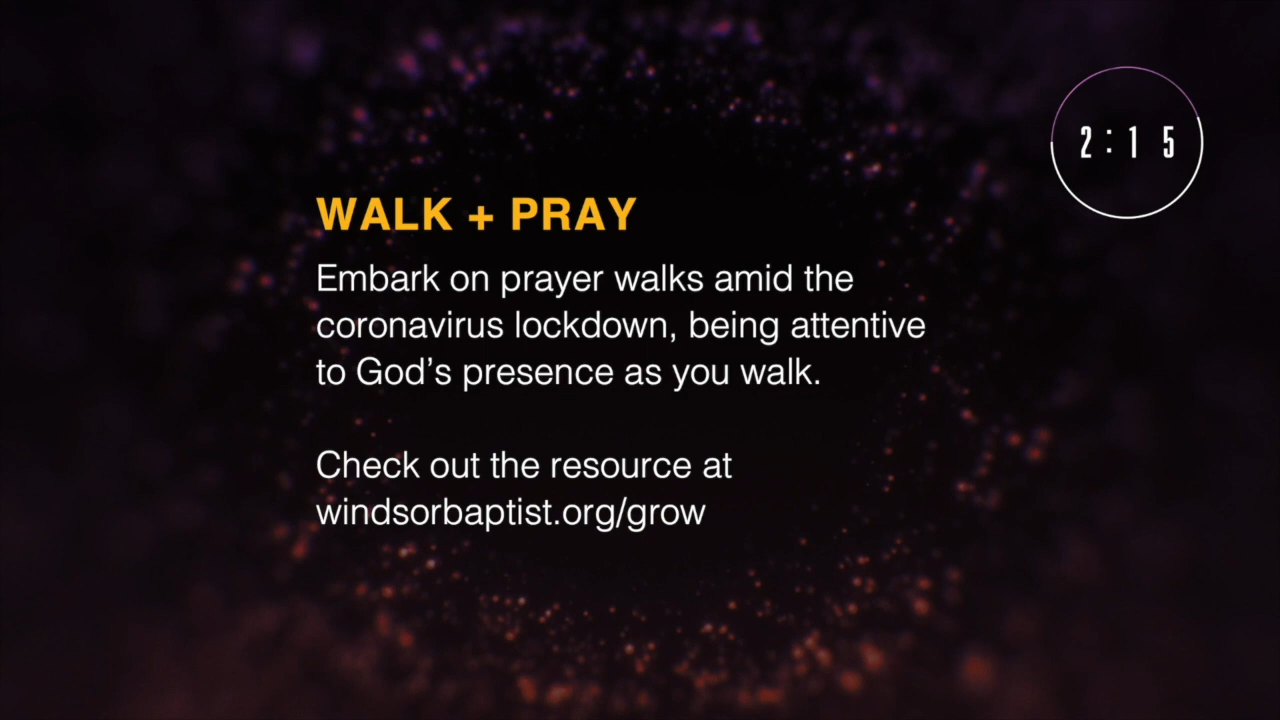 2:15
WALK + PRAY
Embark on prayer walks amid the
coronavirus lockdown, being attentive
to God’s presence as you walk.
Check out the resource at
windsorbaptist.org/grow